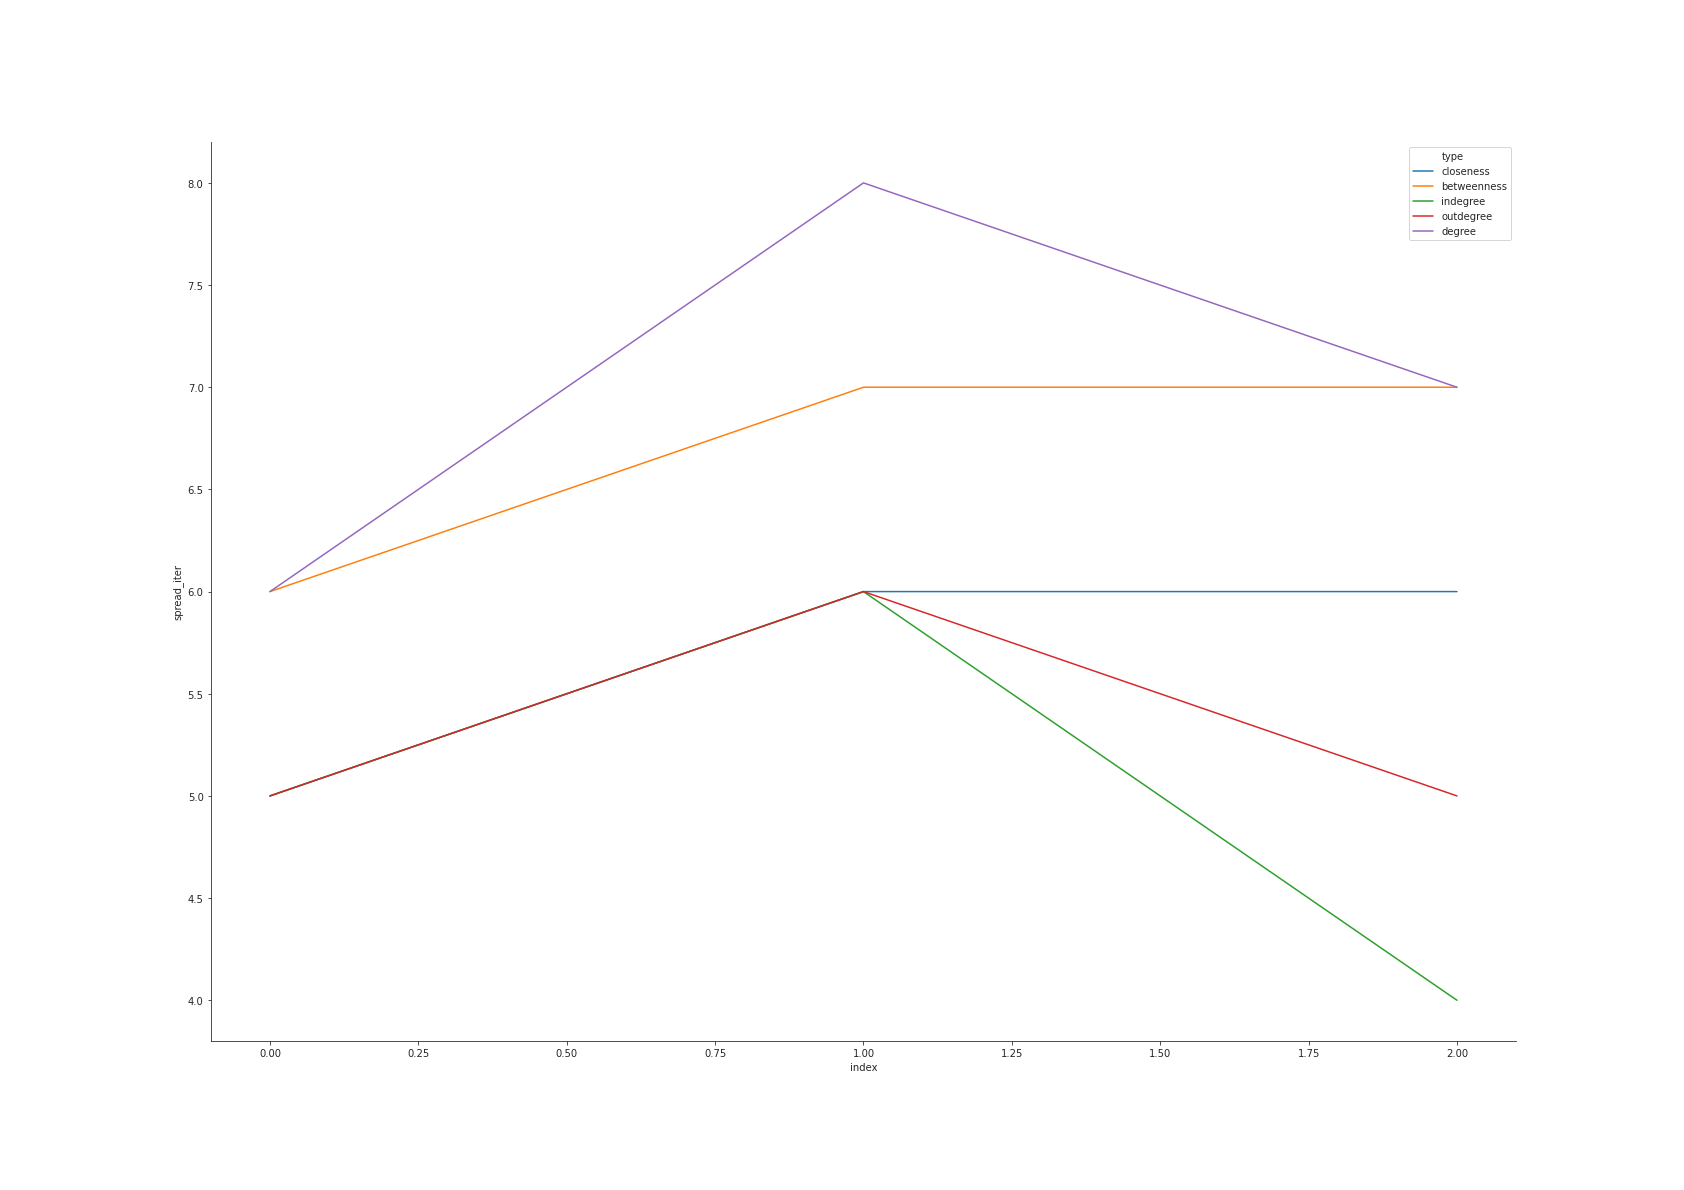 type
closeness
betweenness
indegree
outdegree
degree
8.0
7.5
7.0
6.5
6.0
5.5
5.0
4.5
4.0
spread_iter
0.00 0.25 0.50 0.75 1.00 1.25 1.50 1.75 2.00
index